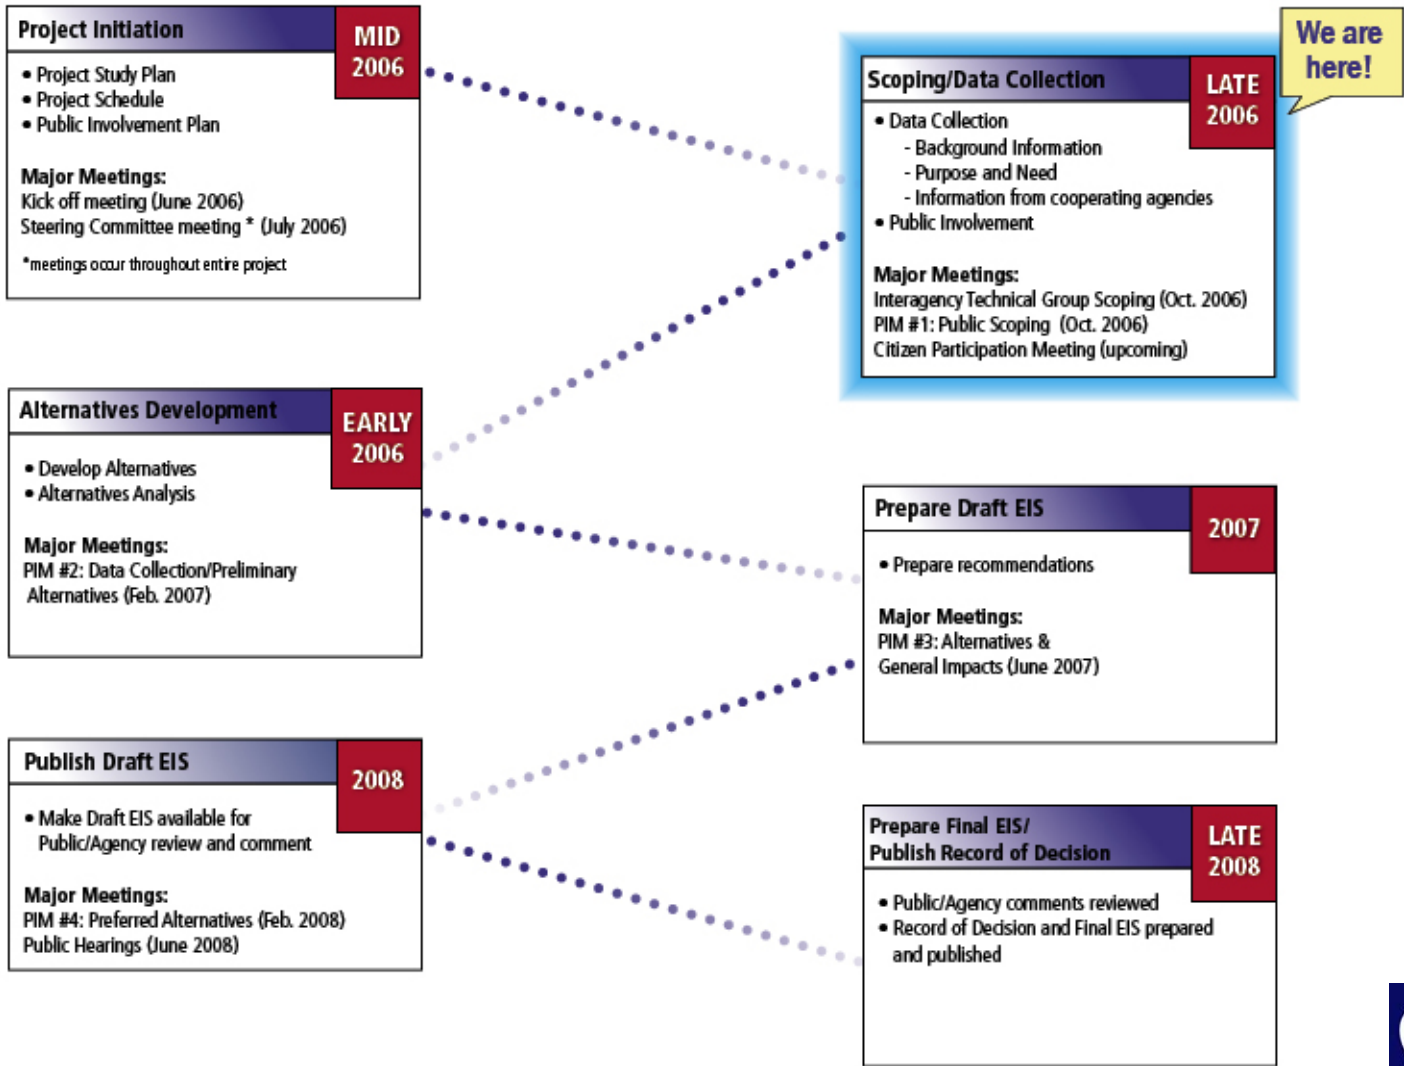 Project Initiation
MID
2006
• Project Study Plan
• Project Schedule
• Public Involvement Plan
Major Meetings:
Kick off meeting (June 2006)
Steering Committee meeting * (July 2006)
*meetings occur throughout entire project
We are
here!
Scoping/Data Collection
LATE
2006
• Data Collection
- Background Information
- Purpose and Need
- Information from cooperating agencies
• Public Involvement
Major Meetings:
Interagency Technical Group Scoping (Oct. 2006)
PIM #1: Public Scoping (Oct. 2006)
Citizen Participation Meeting (upcoming)
Alternatives Development
EARLY
2006
• Develop Alternatives
• Alternatives Analysis
Major Meetings:
PIM #2: Data Collection/Preliminary
Alternatives (Feb. 2007)
Prepare Draft EIS
2007
• Prepare recommendations
Major Meetings:
PIM #3: Alternatives &
General Impacts (June 2007)
Publish Draft EIS
2008
• Make Draft EIS available for
Public/Agency review and comment
Major Meetings:
PIM #4: Preferred Alternatives (Feb. 2008)
Public Hearings (June 2008)
Prepare Final EIS/
Publish Record of Decision
LATE
2008
• Public/Agency comments reviewed
• Record of Decision and Final EIS prepared
and published